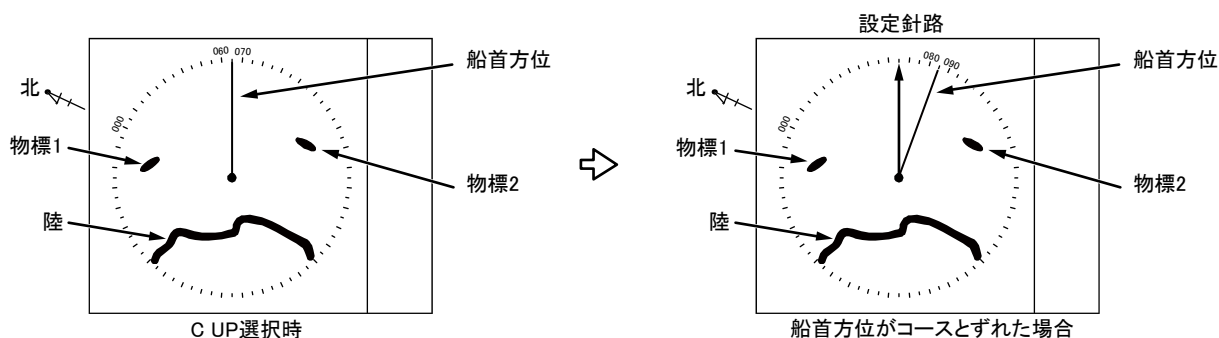 060 070
船首方位
北
000
物標1
物標2
陸
C UP選択時
設定針路
080 090
船首方位
北
000
物標1
物標2
陸
船首方位がコースとずれた場合